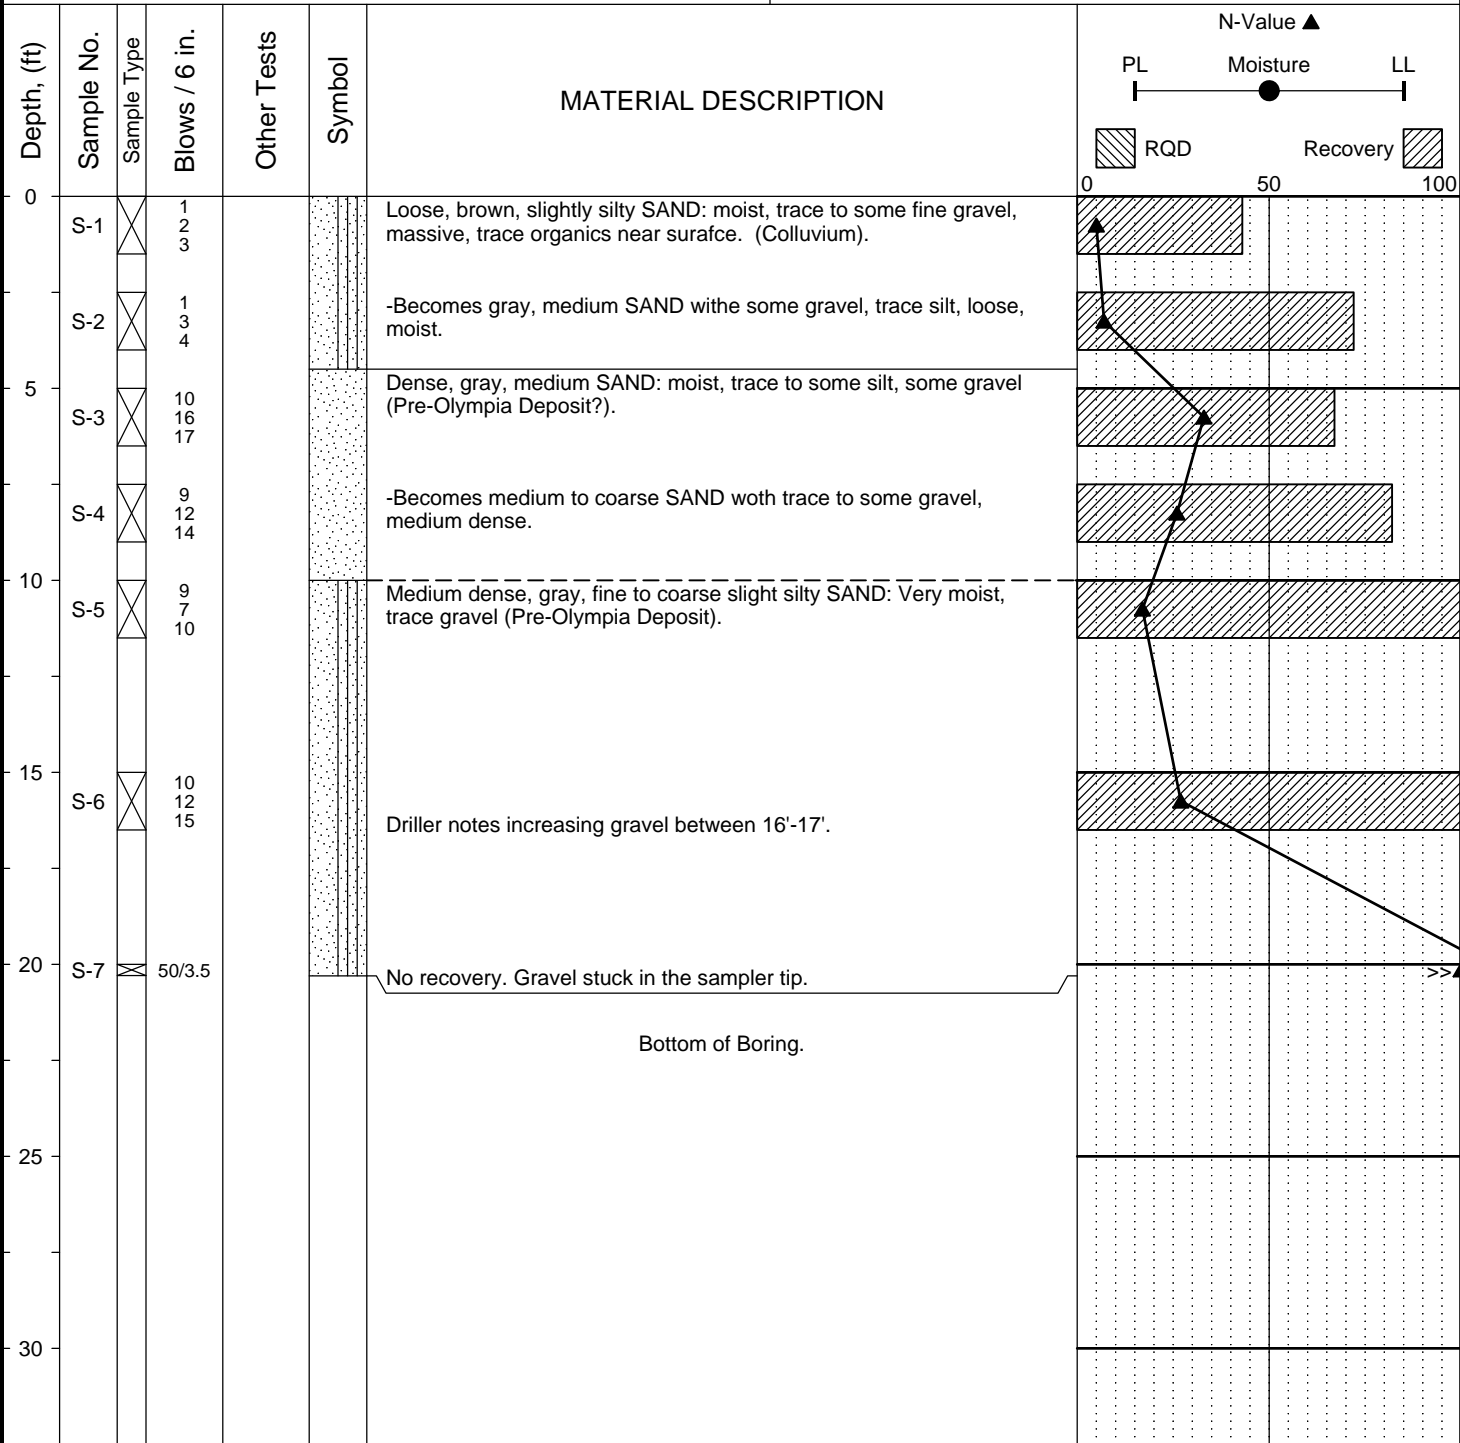 Depth, (ft)
Sample No.
Sample Type
Blows / 6 in.
Other Tests
Symbol
MATERIAL DESCRIPTION
N-Value
PL Moisture LL
RQD Recovery
0 50 100
0
S-1
1
2
3
Loose, brown, slightly silty SAND: moist, trace to some fine gravel,
massive, trace organics near surafce. (Colluvium).
S-2
1
3
4
-Becomes gray, medium SAND withe some gravel, trace silt, loose,
moist.
5
S-3
10
16
17
Dense, gray, medium SAND: moist, trace to some silt, some gravel
(Pre-Olympia Deposit?).
S-4
9
12
14
-Becomes medium to coarse SAND woth trace to some gravel,
medium dense.
10
S-5
9
7
10
Medium dense, gray, fine to coarse slight silty SAND: Very moist,
trace gravel (Pre-Olympia Deposit).
15
S-6
10
12
15
Driller notes increasing gravel between 16'-17'.
20
S-7
50/3.5
No recovery. Gravel stuck in the sampler tip.
>>
Bottom of Boring.
25
30